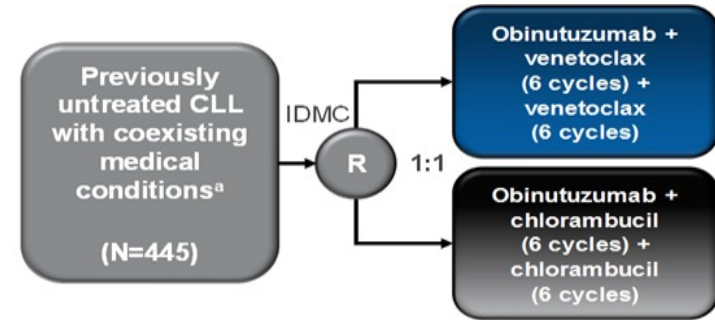 Previously
untreated CLL
with coexisting
medical
conditionsᵃ
(N=445)
IDMC
R
1:1
Obinutuzumab +
venetoclax
(6 cycles) +
venetoclax
(6 cycles)
Obinutuzumab +
chlorambucil
(6 cycles) +
chlorambucil
(6 cycles)